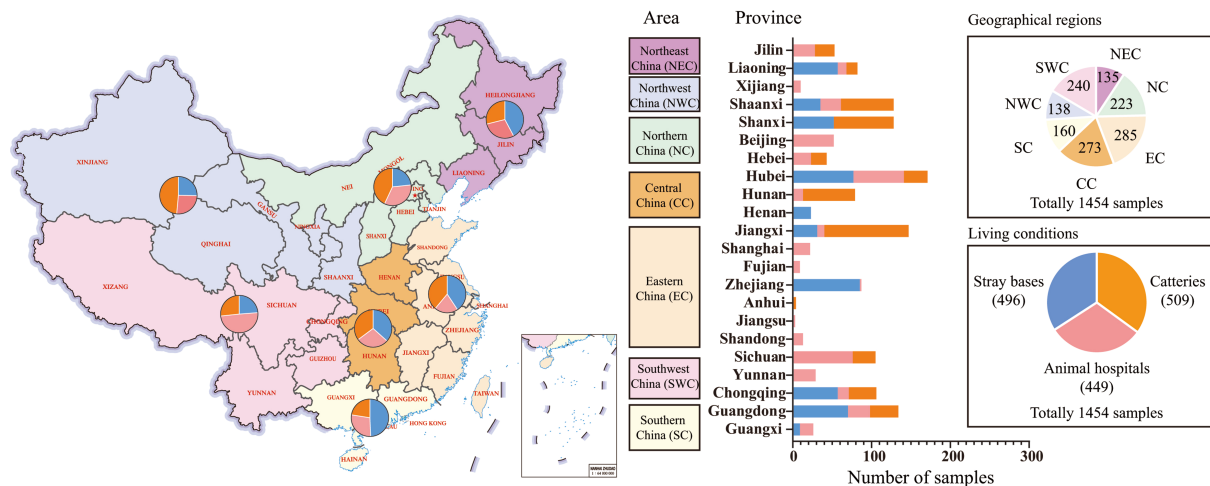 HEILONGJIANG
JILIN
LIAONING
XINJIANG
NEI
GANSU
HEBEI
TIANJIN
SHANXI
QINGHAI
SHANDONG
SHAANXI
HENAN
XIZANG
SICHUAN
SHANGHAI
ZHEJIANG
HUNAN
JIANGXI
GUIZHOU
FUJIAN
YUNNAN
GUANGXI
GUANGDONG
TAIWAN
HONG KONG
HAINAN
Area
Northeast
China (NEC)
Northwest
China (NWC)
Northern
China (NC)
Central
China (CC)
Eastern
China (EC)
Southwest
China (SWC)
Southern
China (SC)
Province
Jilin
Liaoning
Xijiang
Shaanxi
Shanxi
Beijing
Hebei
Hubei
Hunan
Henan
Jiangxi
Shanghai
Fujian
Zhejiang
Anhui
Jiangsu
Shandong
Sichuan
Yunnan
Chongqing
Guangdong
Guangxi
0 100 200 300
Number of samples
Geographical regions
NEC
135
SWC
240
NC
223
NWC
138
SC
160
EC
285
273
CC
Totally 1454 samples
Living conditions
Stray bases
(496)
Catteries
(509)
Animal hospitals
(449)
Totally 1454 samples